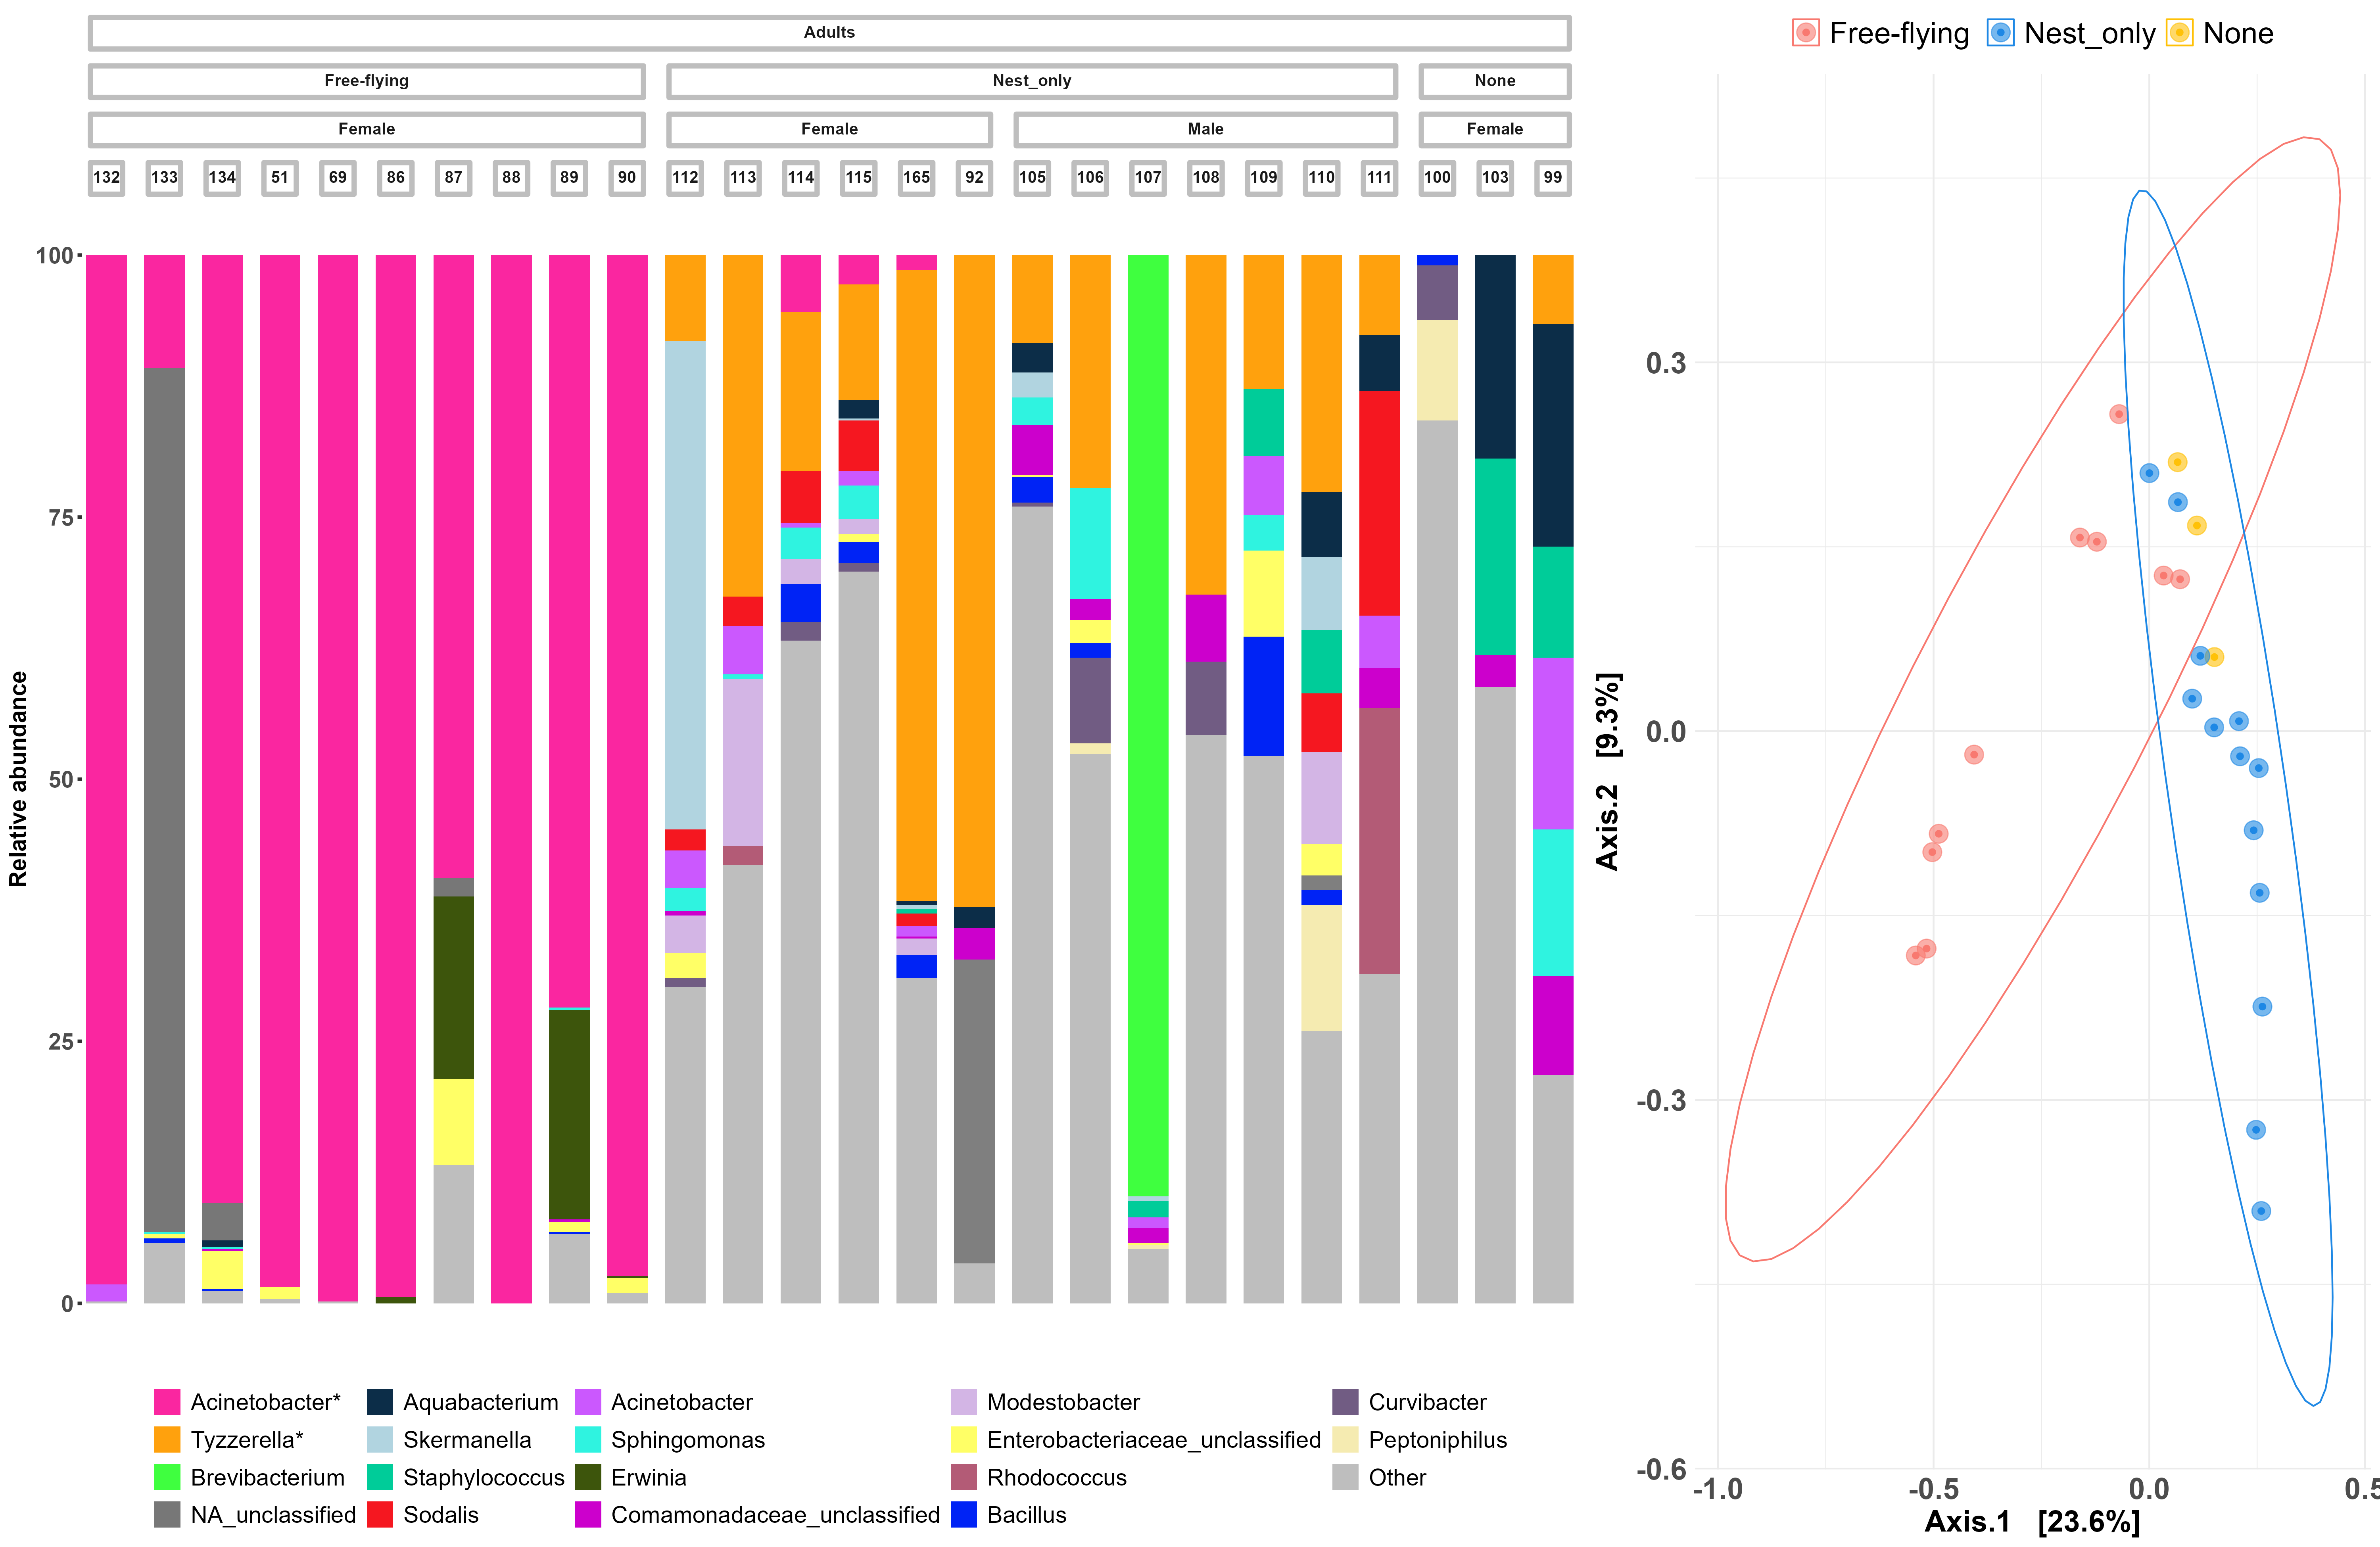 Adults
Free-flying Nest_only None
Female Female Male Female
132 133 134 51 69 86 87 88 89 90 112 113 114 115 165 92 105 106 107 108 109 110 111 100 103 99
100
75
50
25
0
Relative abundance
Acinetobacter* Aquabacterium Acinetobacter Modestobacter Curvibacter
Tyzzerella* Skermanella Sphingomonas Enterobacteriaceae_unclassified Peptoniphilus
Brevibacterium Staphylococcus Erwinia Rhodococcus Other
NA_unclassified Sodalis Comamonadaceae_unclassified Bacillus
Free-flying Nest_only None
0.3
0.0
-0.3
-0.6
Axis.2 [9.3%]
-1.0 -0.5 0.0 0.5
Axis.1 [23.6%]